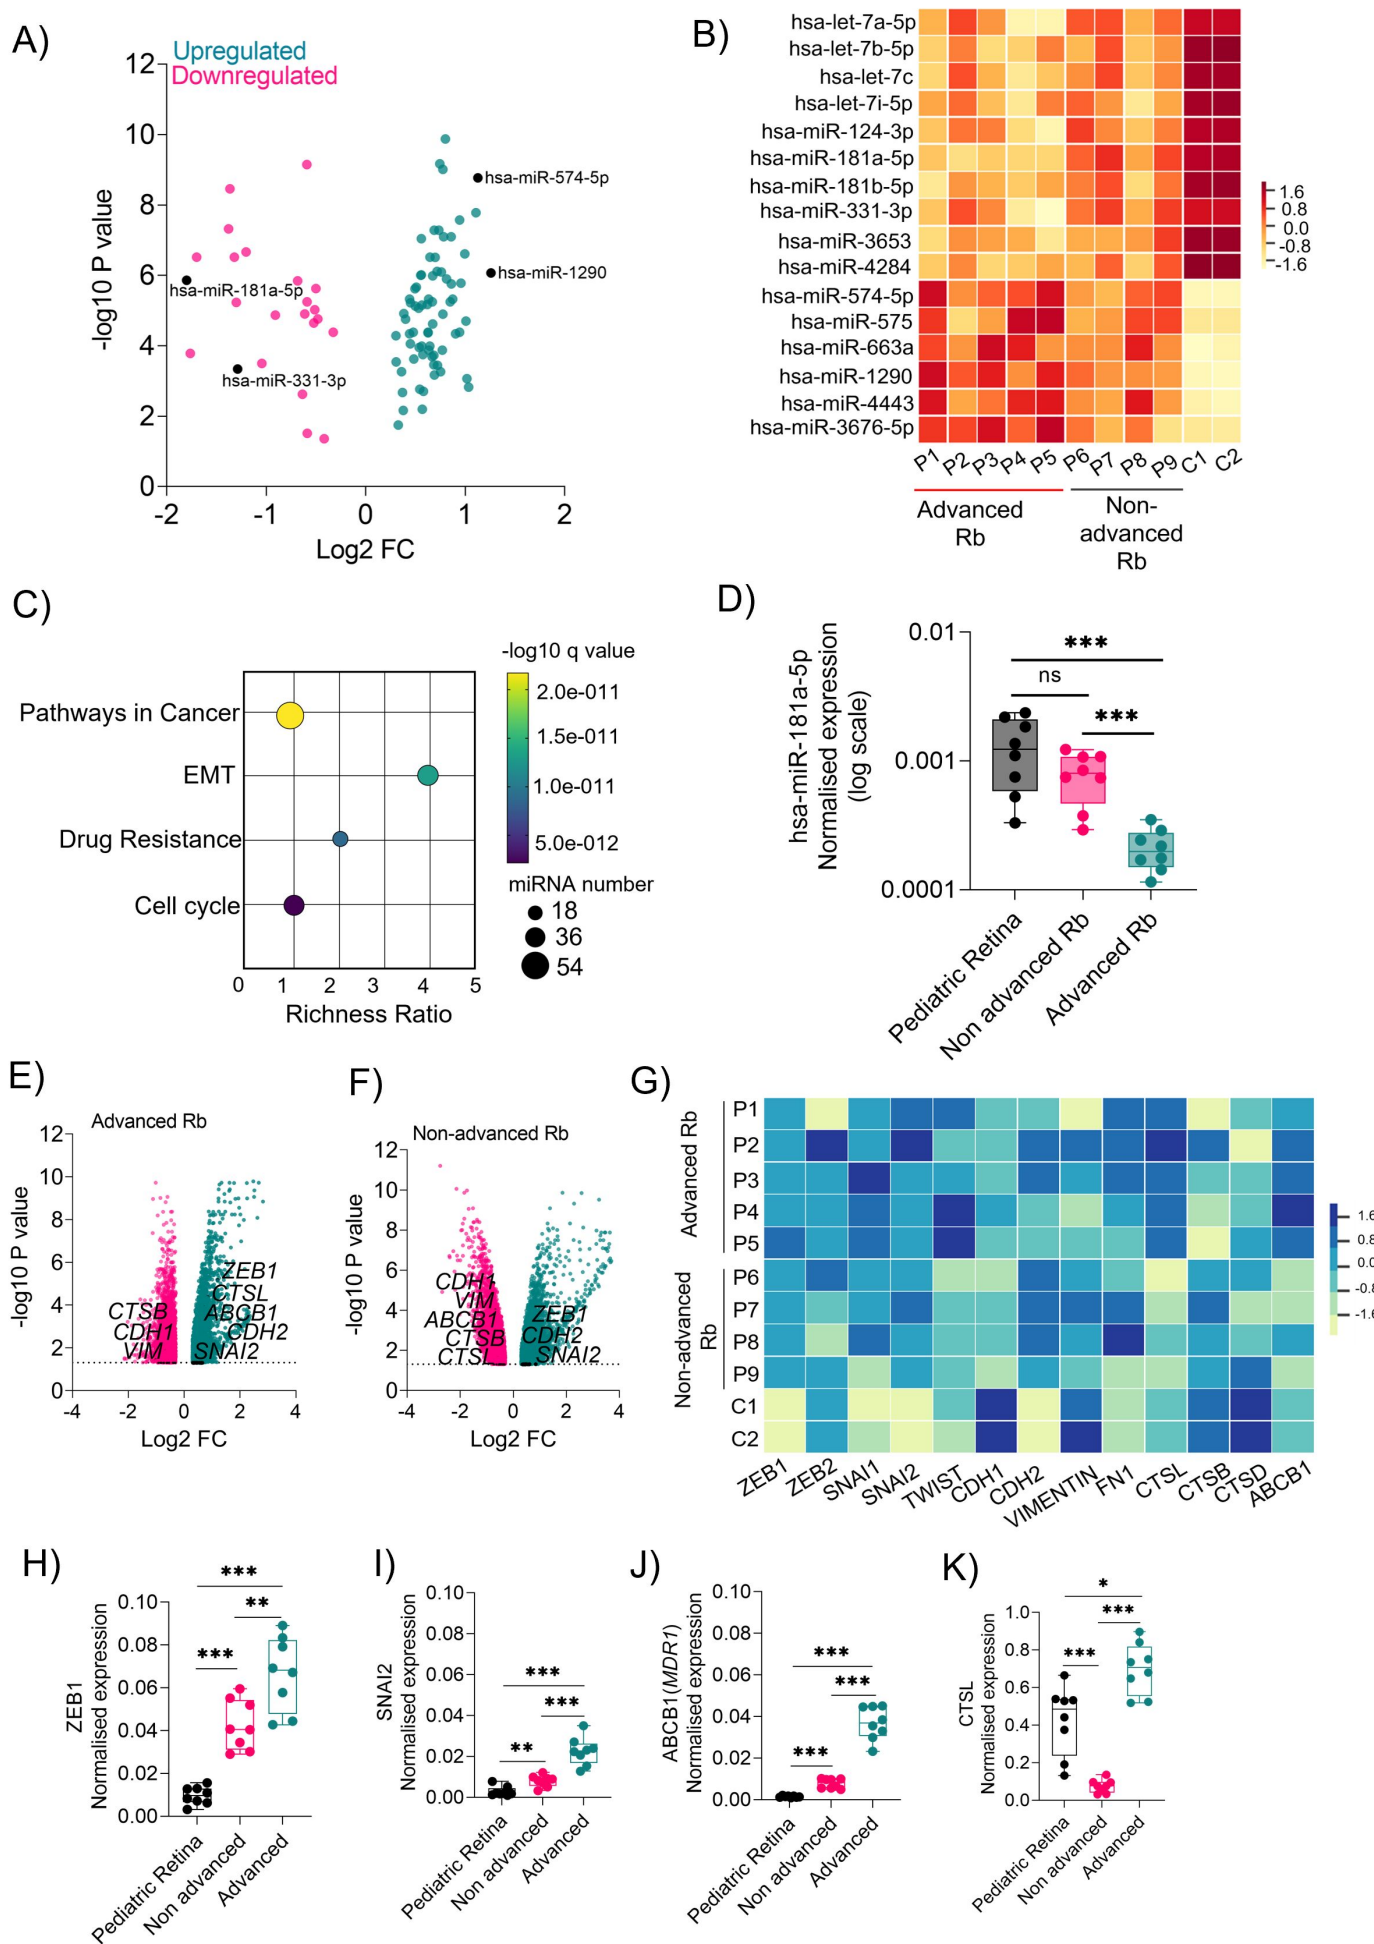 A)
Upregulated
Downregulated
12
10
8
6
4
2
0
-2
-1
0
1
2
-log10 P value
Log2 FC
hsa-miR-574-5p
hsa-miR-1290
hsa-miR-181a-5p
hsa-miR-331-3p
B)
hsa-let-7a-5p
hsa-let-7b-5p
hsa-let-7c
hsa-let-7i-5p
hsa-miR-124-3p
hsa-miR-181a-5p
hsa-miR-181b-5p
hsa-miR-331-3p
hsa-miR-3653
hsa-miR-4284
hsa-miR-574-5p
hsa-miR-575
hsa-miR-663a
hsa-miR-1290
hsa-miR-4443
hsa-miR-3676-5p
P1 P2 P3 P4 P5 P6 P7 P8 P9 C1 C2
Advanced
Rb
Non-
advanced
Rb
1.6
0.8
0.0
-0.8
-1.6
C)
Pathways in Cancer
EMT
Drug Resistance
Cell cycle
0 1 2 3 4 5
Richness Ratio
-log10 q value
2.0e-011
1.5e-011
1.0e-011
5.0e-012
miRNA number
18
36
54
D)
hsa-miR-181a-5p
Normalised expression
(log scale)
0.01
0.001
0.0001
***
ns
***
Pediatric Retina
Non advanced Rb
Advanced Rb
E)
Advanced Rb
12
10
8
6
4
2
0
-4 -2 0 2 4
-log10 P value
Log2 FC
ZEB1
CTSL
CTSB
ABCB1
CDH1
CDH2
VIM
SNAI2
F)
Non-advanced Rb
12
10
8
6
4
2
0
-4 -2 0 2 4
-log10 P value
Log2 FC
CDH1
VIM
ABCB1
ZEB1
CTSB
CDH2
CTSL
SNAI2
G)
Advanced Rb
Non-advanced
Rb
P1
P2
P3
P4
P5
P6
P7
P8
P9
C1
C2
ZEB1 ZEB2 SNAI1 SNAI2 TWIST CDH1 CDH2 VIMENTIN FN1 CTSL CTSB CTSD ABCB1
1.6
0.8
0.0
-0.8
-1.6
H)
ZEB1
Normalised expression
0.10
0.08
0.06
0.04
0.02
0.00
***
**
***
Pediatric Retina
Non advanced
Advanced
I)
SNAI2
Normalised expression
0.10
0.08
0.06
0.04
0.02
0.00
***
***
**
Pediatric Retina
Non advanced
Advanced
J)
ABCB1(MDR1)
Normalised expression
0.10
0.08
0.06
0.04
0.02
0.00
***
***
***
Pediatric Retina
Non advanced
Advanced
K)
CTSL
Normalised expression
1.0
0.8
0.6
0.4
0.2
0.0
*
***
***
Pediatric Retina
Non advanced
Advanced